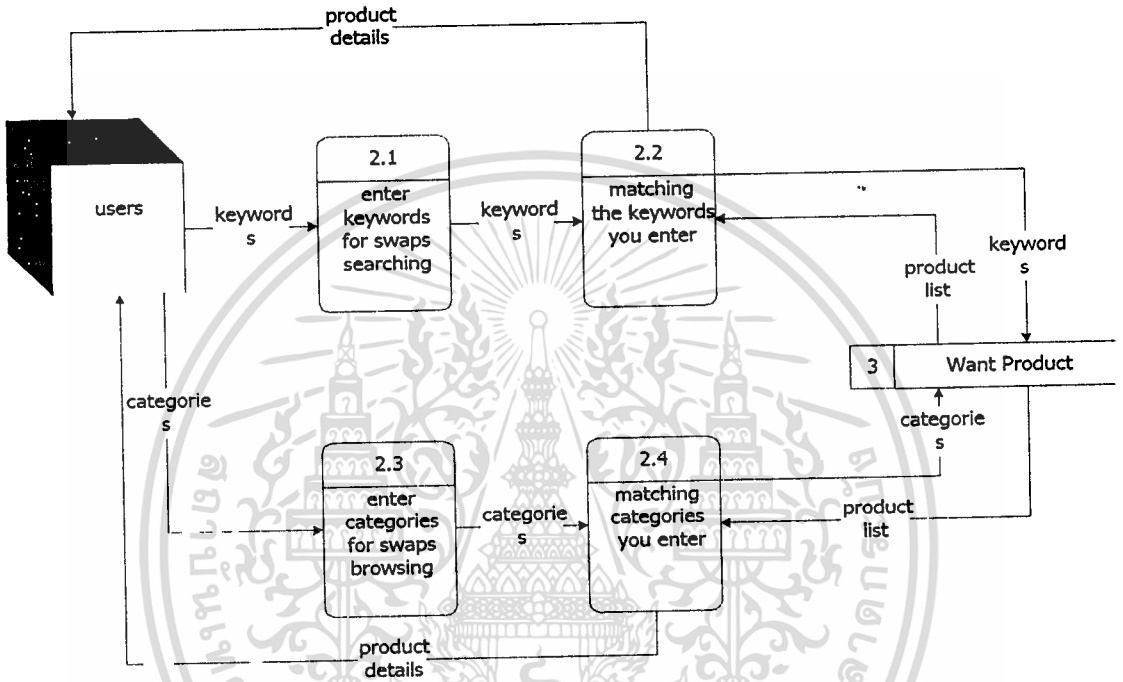 product
details
users
keyword
s
2.1
enter
keywords
for swaps
searching
keyword
s
2.2
matching
the keywords
you enter
keyword
s
product
list
3
Want Product
categorie
s
categorie
s
2.3
enter
categories
for swaps
browsing
categorie
s
2.4
matching
categories
you enter
product
list
product
details